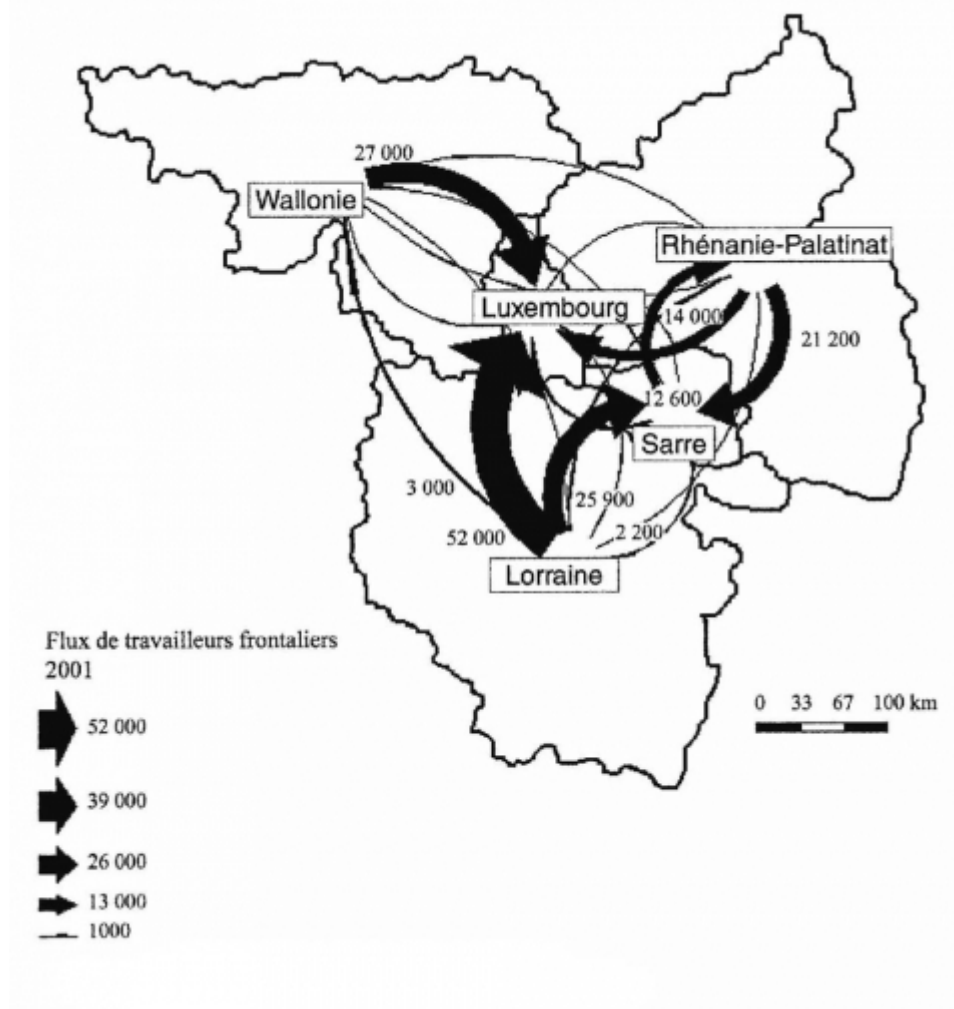 27 000
Wallonie
Rhénanie-Palatinat
Luxembourg
14 000
21 200
12 600
Sarre
3 000
25 900
2 200
52 000
Lorraine
Flux de travailleurs frontaliers
2001
52 000
39 000
26 000
13 000
1000
0 33 67 100 km